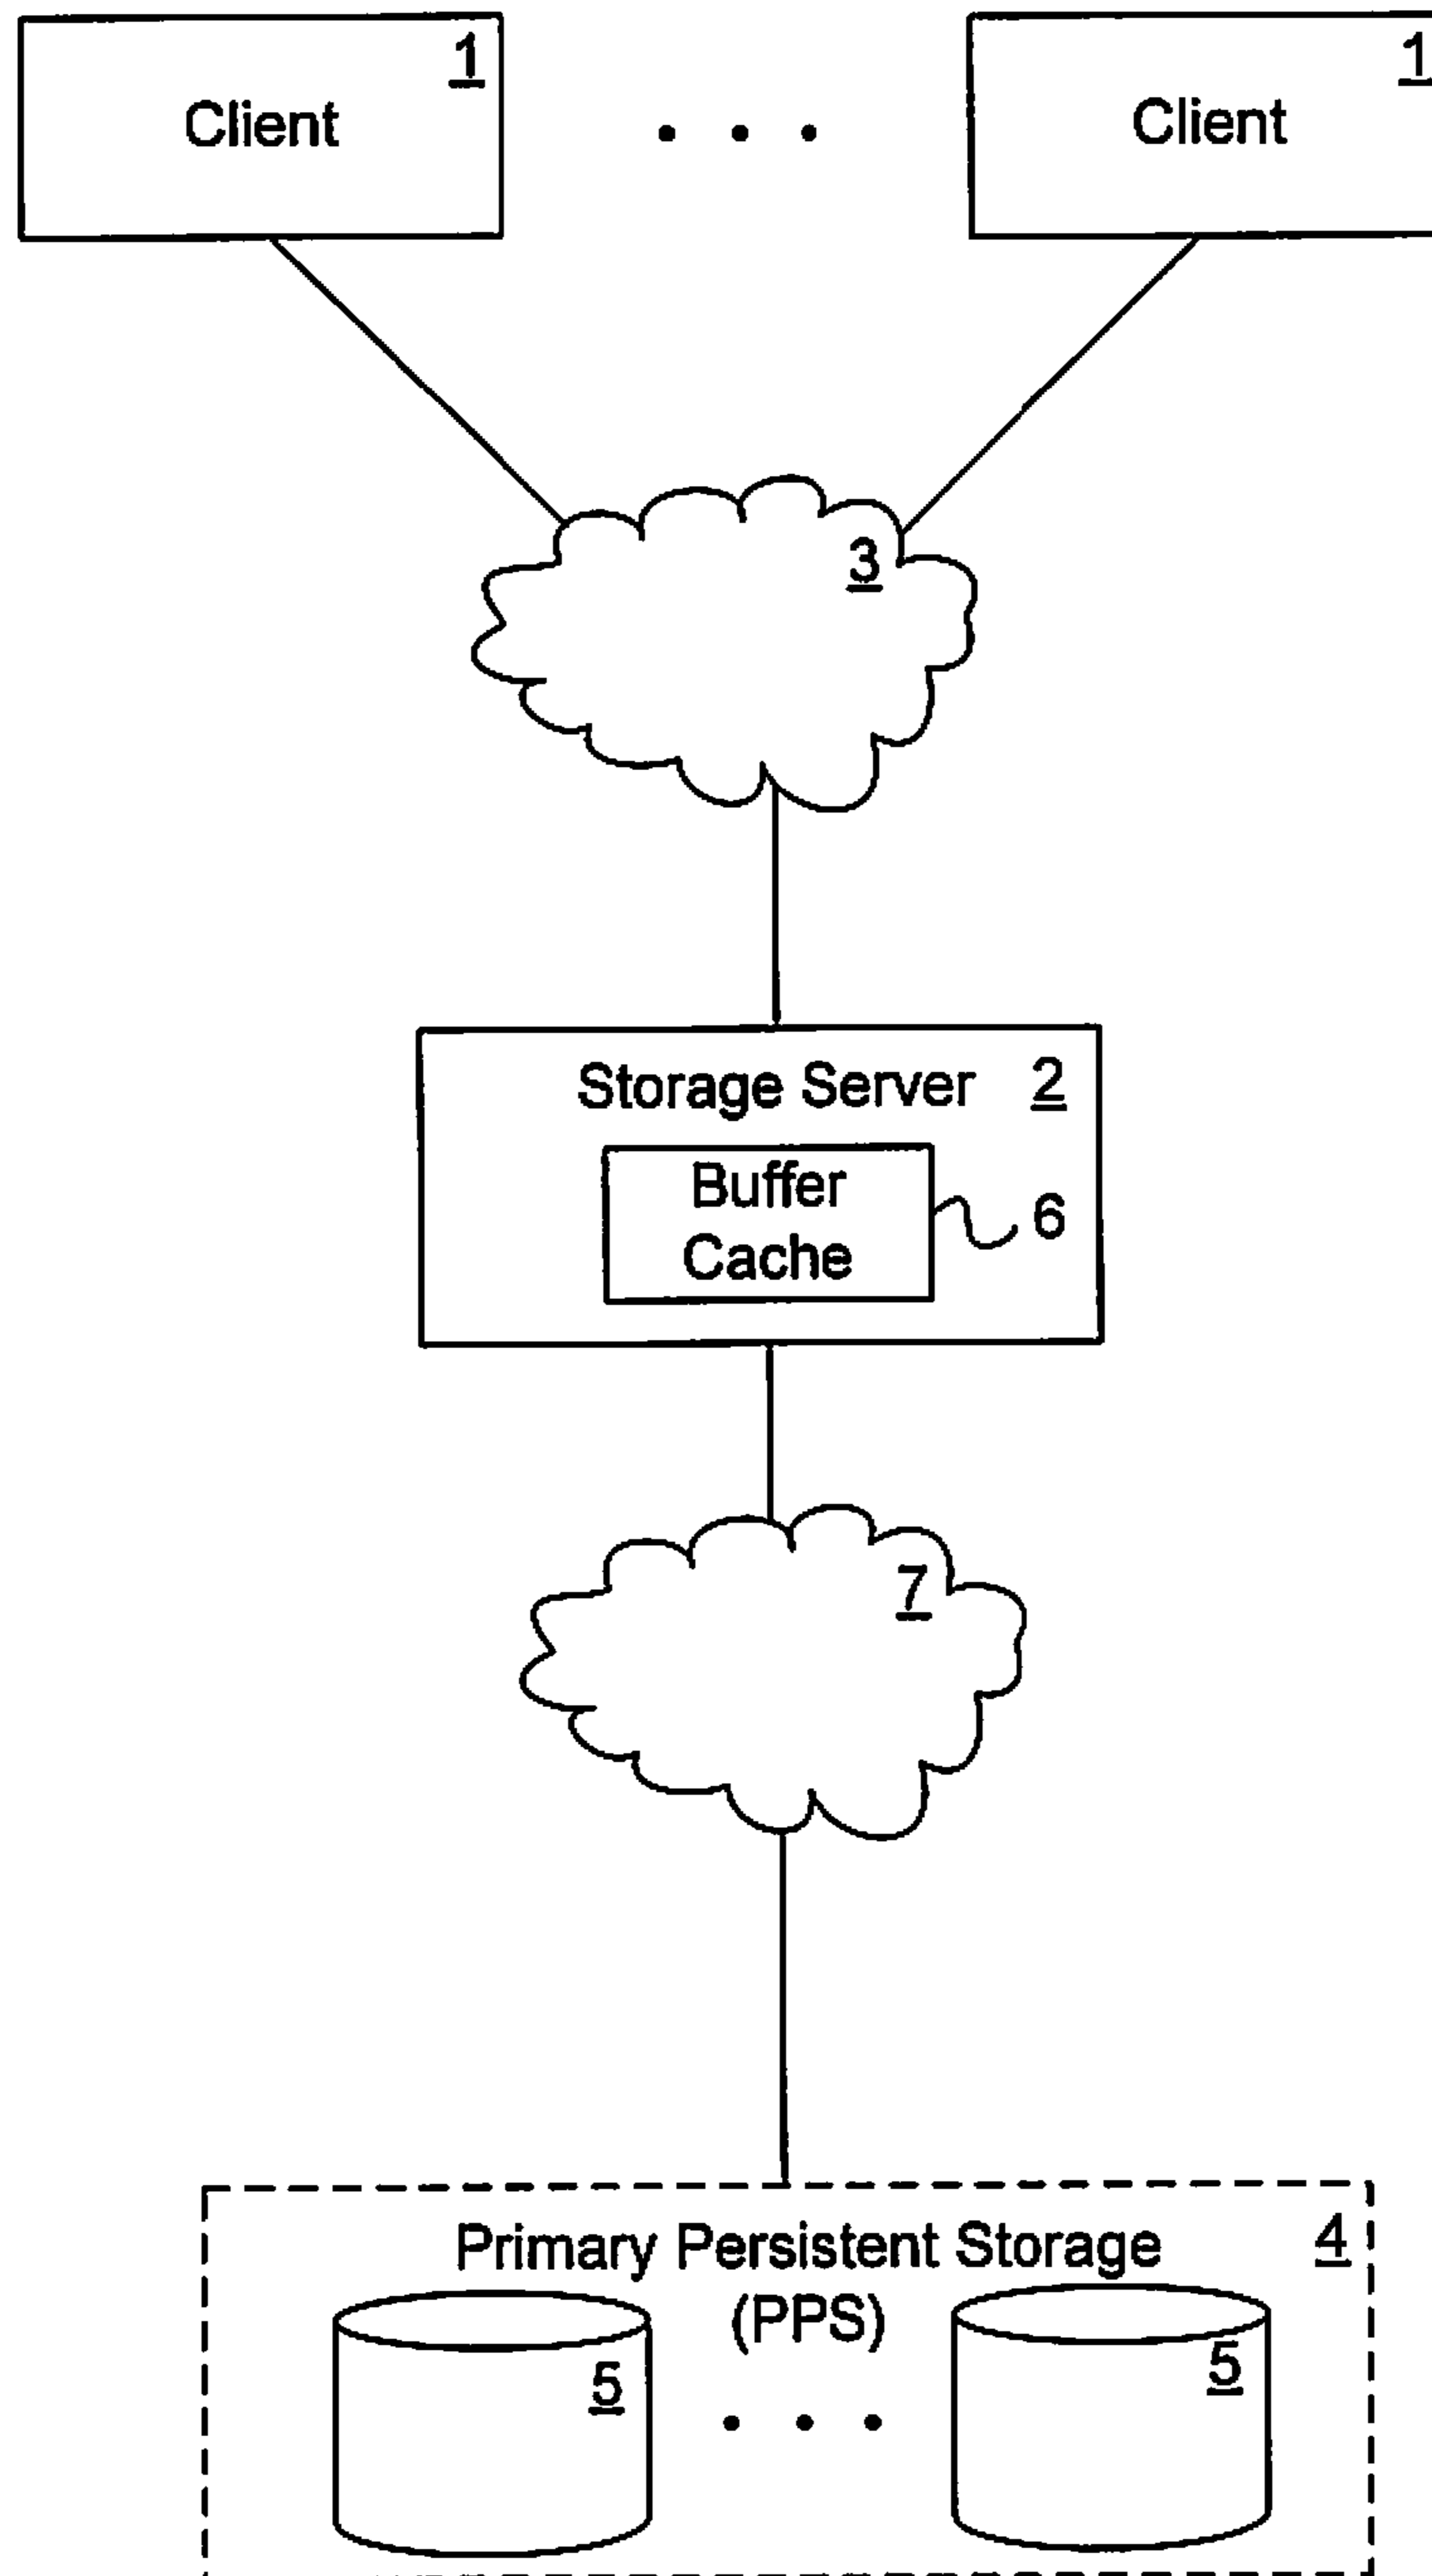 1 1
Client Client
3
Storage Server 2
Buffer
Cache
6
7
Primary Persistent Storage 4
(PPS)
5 5